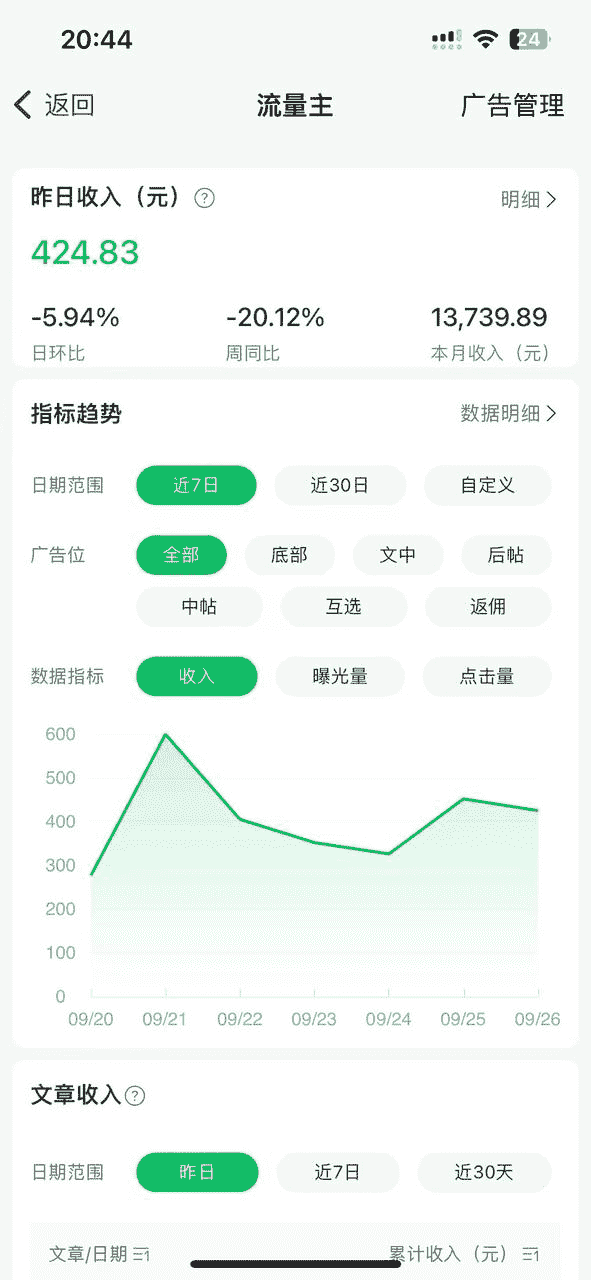 20:44
24
返回
流量主
广告管理
昨日收入（元）?
明细
424.83
-5.94%
-20.12%
13,739.89
日环比
周同比
本月收入（元）
指标趋势
数据明细
日期范围
近7日
近30日
自定义
广告位
全部
底部
文中
后帖
中帖
互选
返佣
数据指标
收入
曝光量
点击量
600
500
400
300
200
100
0
09/20
09/21
09/22
09/23
09/24
09/25
09/26
文章收入?
日期范围
昨日
近7日
近30天
文章/日期
累计收入（元）